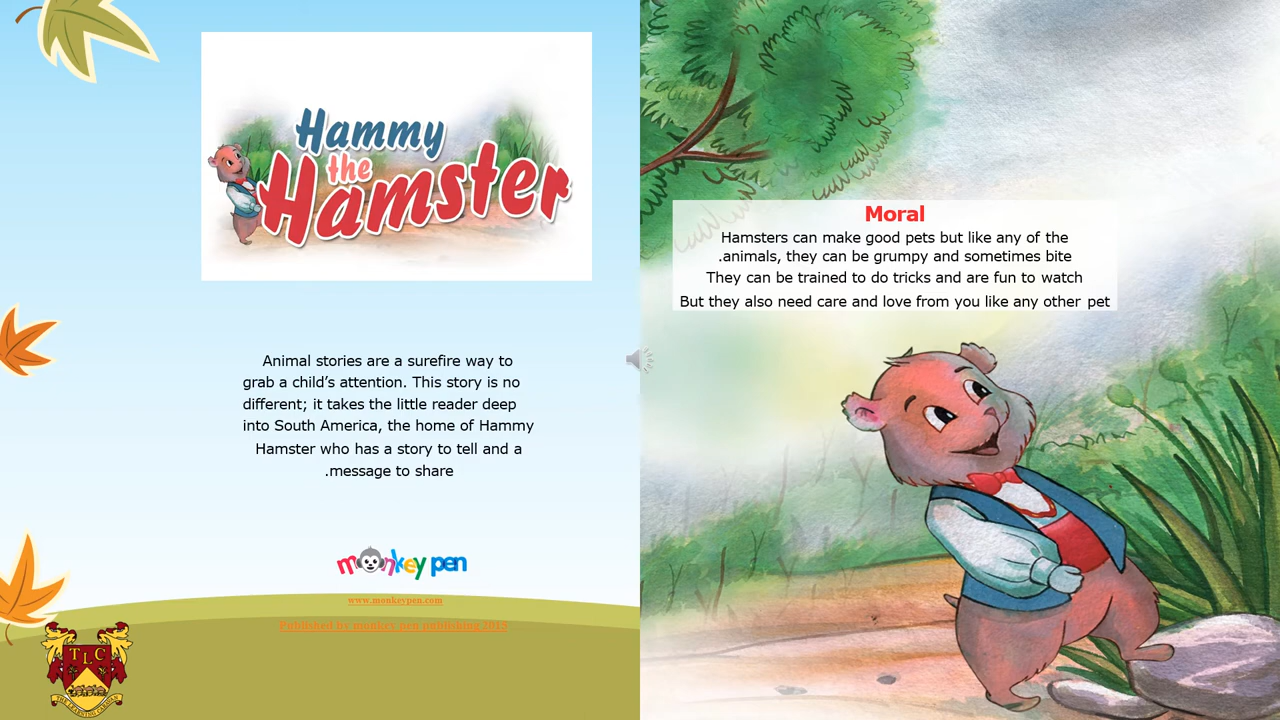 Hammy
the
Hamster
Animal stories are a surefire way to
grab a child’s attention. This story is no
different; it takes the little reader deep
into South America, the home of Hammy
Hamster who has a story to tell and a
.message to share
monkey pen
www.monkeypen.com
Published by monkey pen publishing 2015
TLC
THE LEARNING CARAVAN
Moral
Hamsters can make good pets but like any of the
.animals, they can be grumpy and sometimes bite
They can be trained to do tricks and are fun to watch
But they also need care and love from you like any other pet